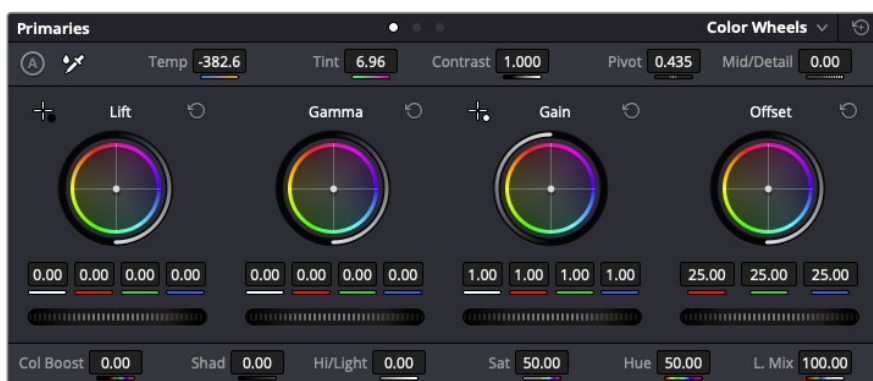 Primaries Color Wheels
A Temp -382.6 Tint 6.96 Contrast 1.000 Pivot 0.435 Mid/Detail 0.00
Lift Gamma Gain Offset
0.00 0.00 0.00 0.00 0.00 0.00 0.00 0.00 1.00 1.00 1.00 1.00 25.00 25.00 25.00
Col Boost 0.00 Shad 0.00 Hi/Light 0.00 Sat 50.00 Hue 50.00 L. Mix 100.00